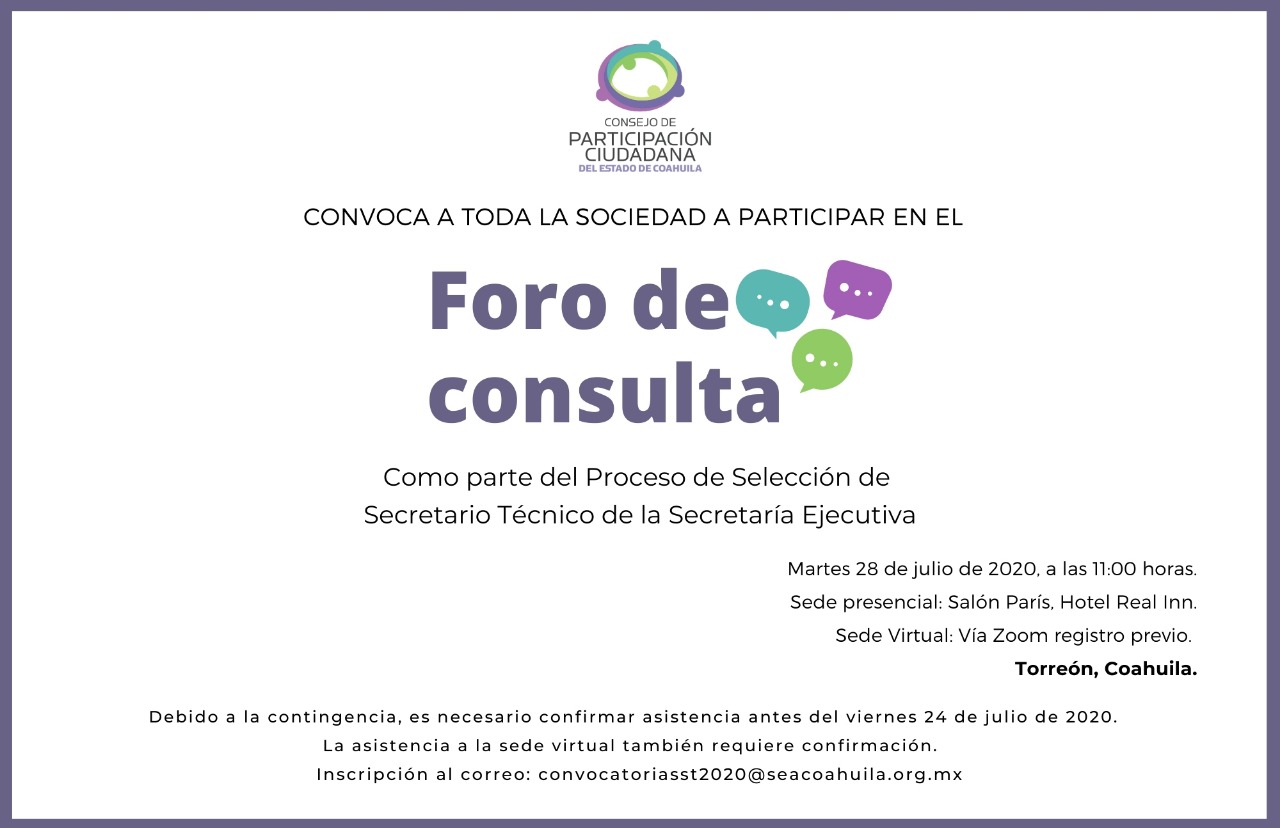 CONSEJO DE
PARTICIPACIÓN
CIUDADANA
DEL ESTADO DE COAHUILA
CONVOCA A TODA LA SOCIEDAD A PARTICIPAR EN EL
Foro de
consulta
Como parte del Proceso de Selección de
Secretario Técnico de la Secretaría Ejecutiva
Martes 28 de julio de 2020, a las 11:00 horas.
Sede presencial: Salón París, Hotel Real Inn.
Sede Virtual: Vía Zoom registro previo.
Torreón, Coahuila.
Debido a la contingencia, es necesario confirmar asistencia antes del viernes 24 de julio de 2020.
La asistencia a la sede virtual también requiere confirmación.
Inscripción al correo: convocatoriasst2020@seacoahuila.org.mx